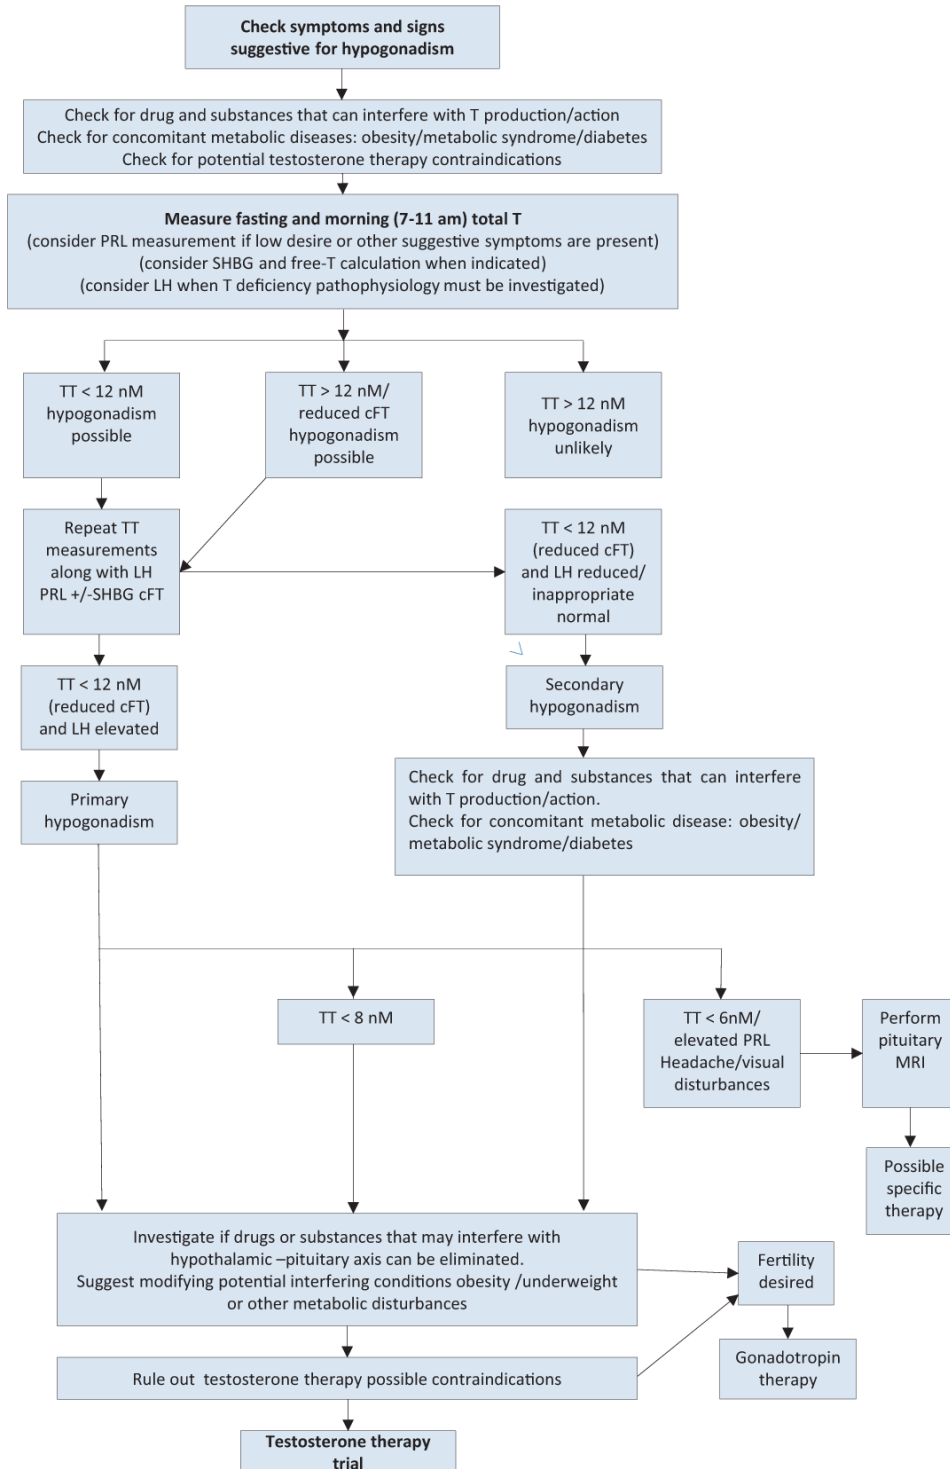 Check symptoms and signs
suggestive for hypogonadism
Check for drug and substances that can interfere with T production/action
Check for concomitant metabolic diseases: obesity/metabolic syndrome/diabetes
Check for potential testosterone therapy contraindications
Measure fasting and morning (7-11 am) total T
(consider PRL measurement if low desire or other suggestive symptoms are present)
(consider SHBG and free-T calculation when indicated)
(consider LH when T deficiency pathophysiology must be investigated)
TT < 12 nM
hypogonadism
possible
TT > 12 nM/
reduced cFT
hypogonadism
possible
TT > 12 nM
hypogonadism
unlikely
Repeat TT
measurements
along with LH
PRL +/-SHBG cFT
TT < 12 nM
(reduced cFT)
and LH reduced/
inappropriate
normal
TT < 12 nM
(reduced cFT)
and LH elevated
Secondary
hypogonadism
Primary
hypogonadism
Check for drug and substances that can interfere
with T production/action.
Check for concomitant metabolic disease: obesity/
metabolic syndrome/diabetes
TT < 8 nM
TT < 6nM/
elevated PRL
Headache/visual
disturbances
Perform
pituitary
MRI
Possible
specific
therapy
Investigate if drugs or substances that may interfere with
hypothalamic –pituitary axis can be eliminated.
Suggest modifying potential interfering conditions obesity /underweight
or other metabolic disturbances
Fertility
desired
Rule out testosterone therapy possible contraindications
Gonadotropin
therapy
Testosterone therapy
trial